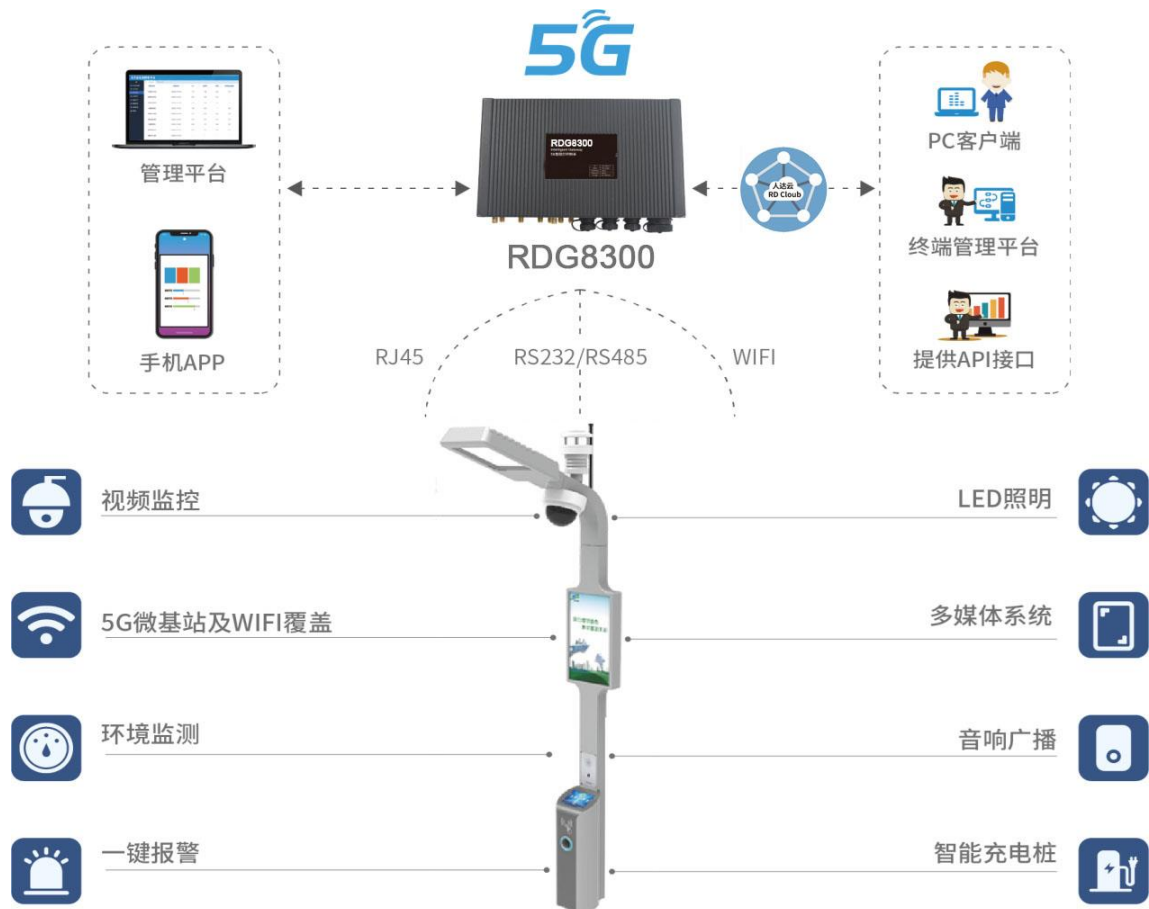 5G
RDG8300
Intelligent Gateway
管理平台
PC客户端
人达云
RD Cloub
终端管理平台
RDG8300
手机APP
RJ45
RS232/RS485
WIFI
提供API接口
视频监控
LED照明
5G微基站及WIFI覆盖
多媒体系统
环境监测
音响广播
一键报警
智能充电桩